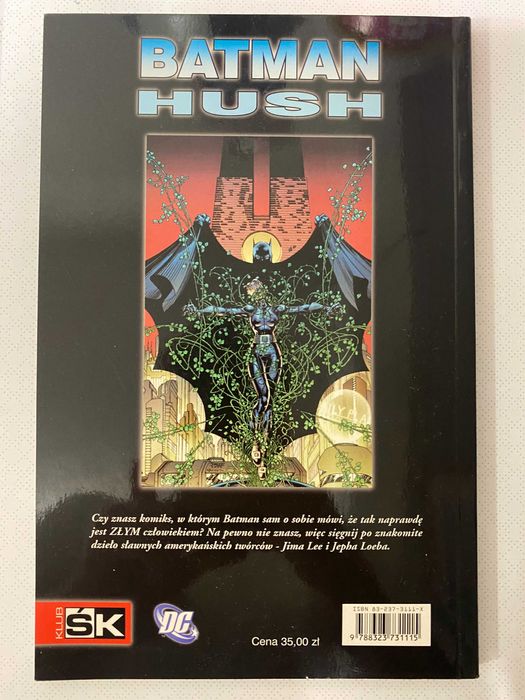 BATMAN
HUSH
LY PLA
Czy znasz komiks, w którym Batman sam o sobie mówi, że tak naprawdę
jest ZŁYM człowiekiem? Na pewno nie znasz, więc sięgnij po znakomite
dzieło sławnych amerykańskich twórców - Jima Lee i Jepha Loeba.
KLUB ŚK
DC
Cena 35,00 zł
ISBN 83-237-3111-X
9 788323 731115